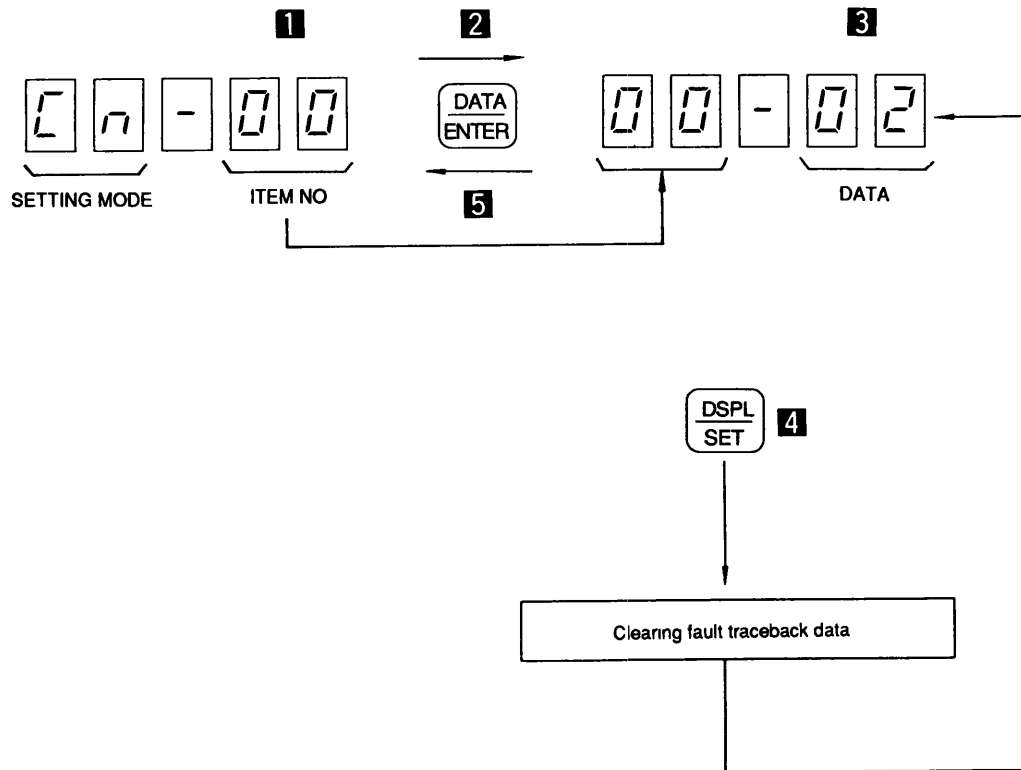 1 2 3
Cn-00 DATA 00-02
ENTER
SETTING MODE ITEM NO 5 DATA
DSPL 4
SET
Clearing fault traceback data